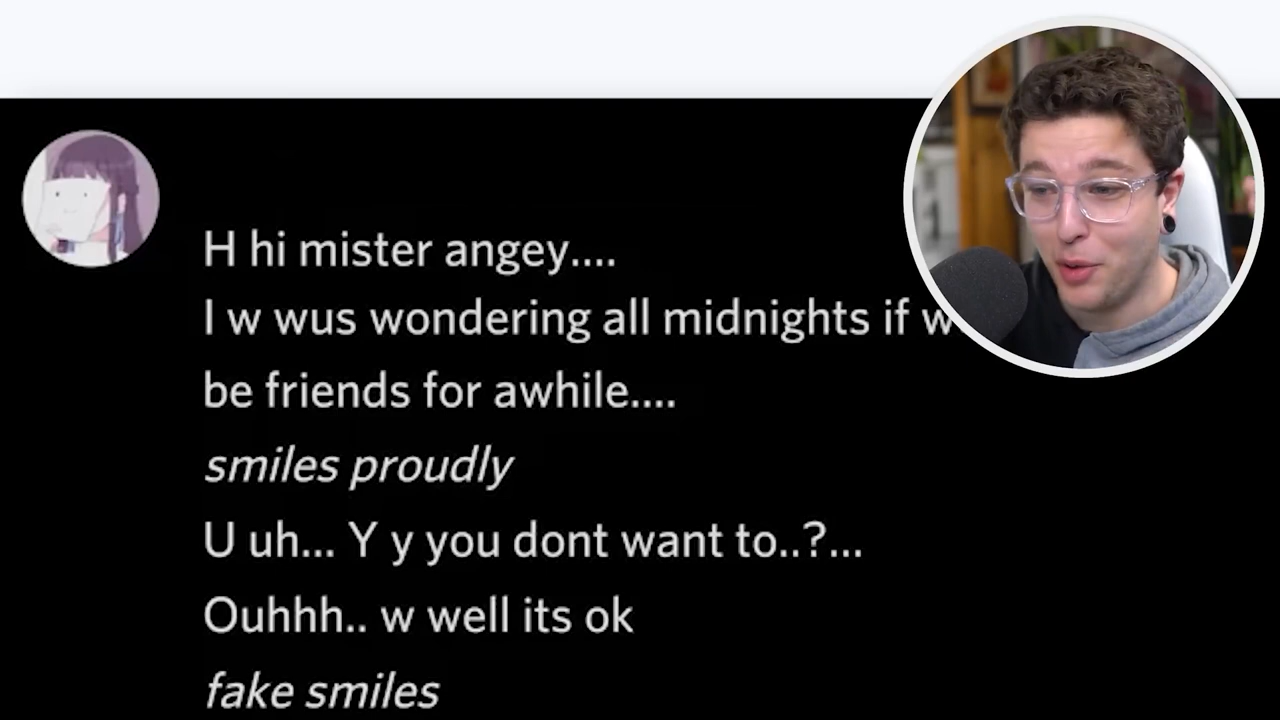 H hi mister angey....
I w wus wondering all midnights if
be friends for awhile....
smiles proudly
U uh... Y y you dont want to..?...
Ouhhh.. w well its ok
fake smiles